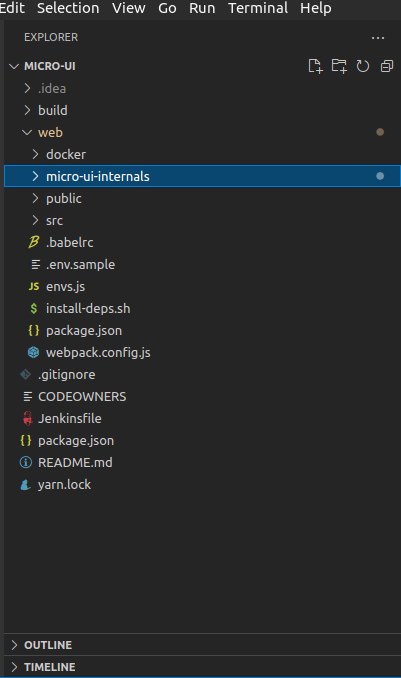 Edit Selection View Go Run Terminal Help
EXPLORER
MICRO-UI
.idea
build
web
docker
micro-ui-internals
public
src
.babelrc
.env.sample
JS envs.js
$ install-deps.sh
{} package.json
webpack.config.js
.gitignore
CODEOWNERS
Jenkinsfile
{} package.json
README.md
yarn.lock
OUTLINE
TIMELINE